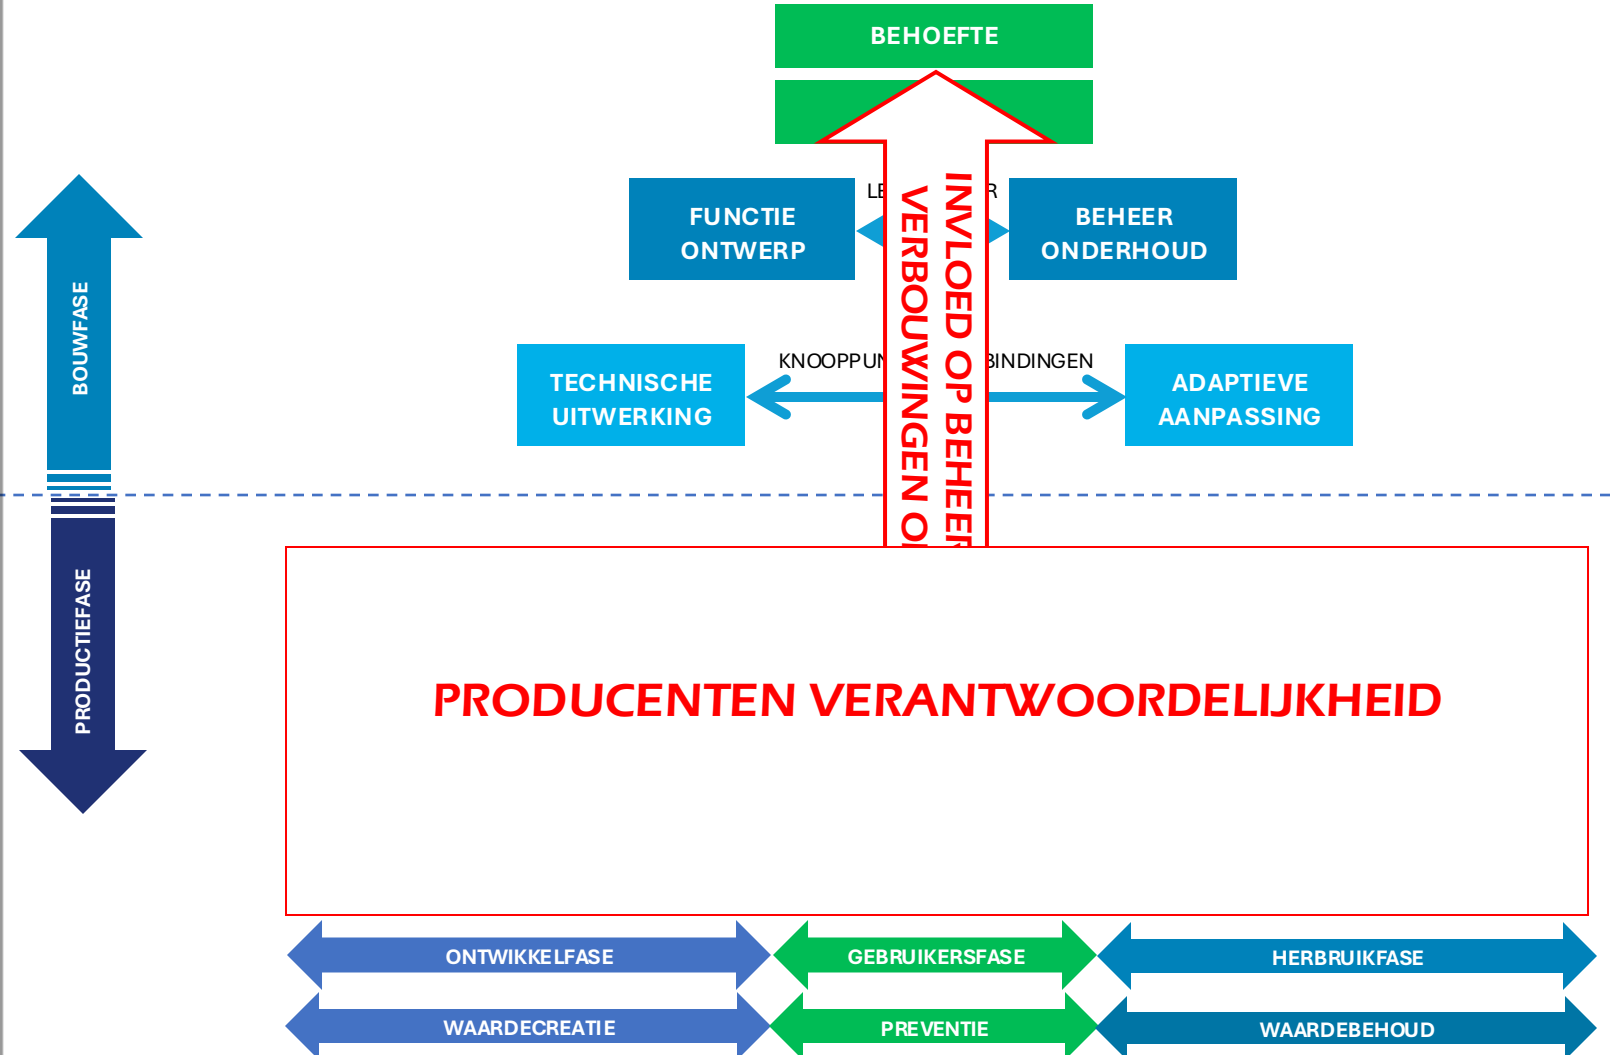 BEHOEFTE
FUNCTIE
ONTWERP
BEHEER
ONDERHOUD
INVLOED OP BEHEER
VERBOUWINGEN
BOUWFASE
TECHNISCHE
UITWERKING
ADAPTIEVE
AANPASSING
PRODUCTIEFASE
PRODUCENTEN VERANTWOORDELIJKHEID
ONTWIKKELFASE
GEBRUIKERSFASE
HERBRUIKFASE
WAARDECREATIE
PREVENTIE
WAARDEBEHOUD